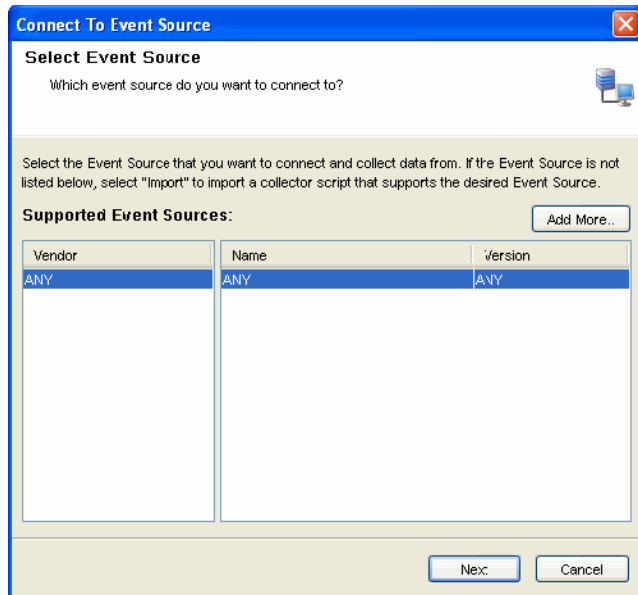 Connect To Event Source
Select Event Source
Which event source do you want to connect to?
Select the Event Source that you want to connect and collect data from. If the Event Source is not
listed below, select "Import" to import a collector script that supports the desired Event Source.
Supported Event Sources:
Add More..
Vendor Name Version
ANY ANY ANY
Next Cancel